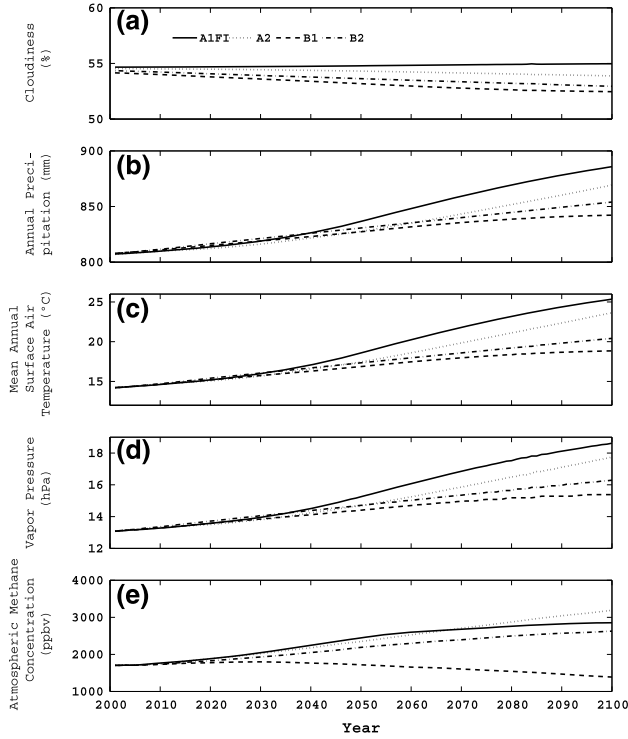 (a)
60
55
50
Cloudiness
(%)
A1FI
A2
B1
B2
(b)
900
850
800
Annual Preci-
pitation (mm)
(c)
25
20
15
Mean Annual
Surface Air
Temperature (°C)
(d)
18
16
14
12
Vapor Pressure
(hPa)
(e)
4000
3000
2000
1000
Atmospheric Methane
Concentration
(ppbv)
2000 2010 2020 2030 2040 2050 2060 2070 2080 2090 2100
Year